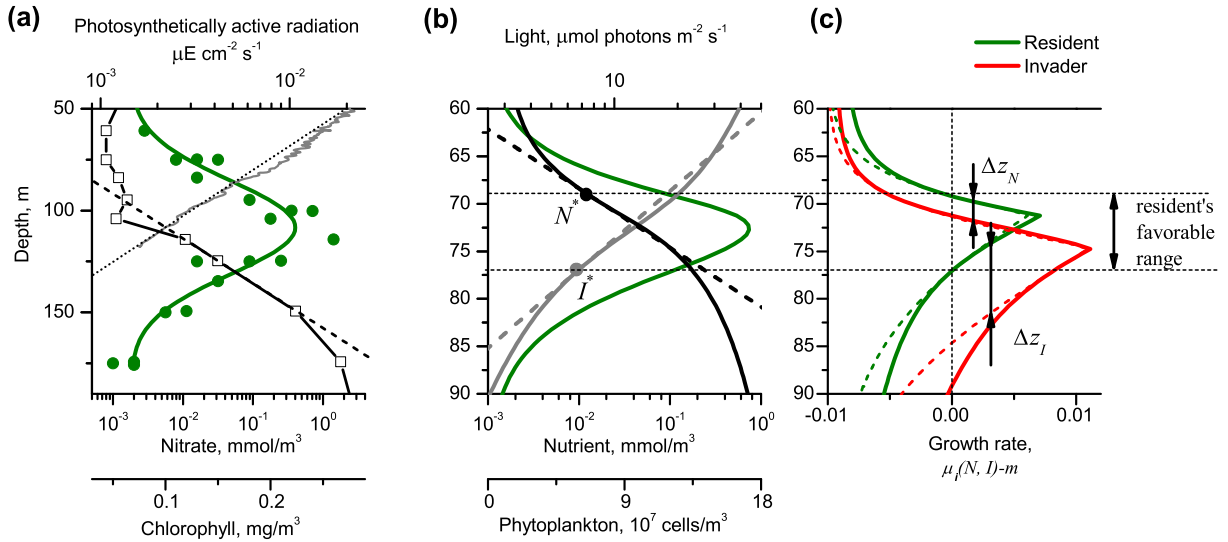 (a)
Photosynthetically active radiation
μE cm⁻² s⁻¹
10⁻³ 10⁻²
50
100
150
Depth, m
10⁻³ 10⁻² 10⁻¹ 10⁰
Nitrate, mmol/m³
0.1 0.2
Chlorophyll, mg/m³
(b)
Light, μmol photons m⁻² s⁻¹
10
60
65
70
75
80
85
90
N*
I*
10⁻³ 10⁻² 10⁻¹ 10⁰
Nutrient, mmol/m³
0 9 18
Phytoplankton, 10⁷ cells/m³
(c)
Resident
Invader
60
65
70
75
80
85
90
Δz_N
Δz_I
resident's
favorable
range
-0.01 0.00 0.01
Growth rate,
μ_i(N, I)-m